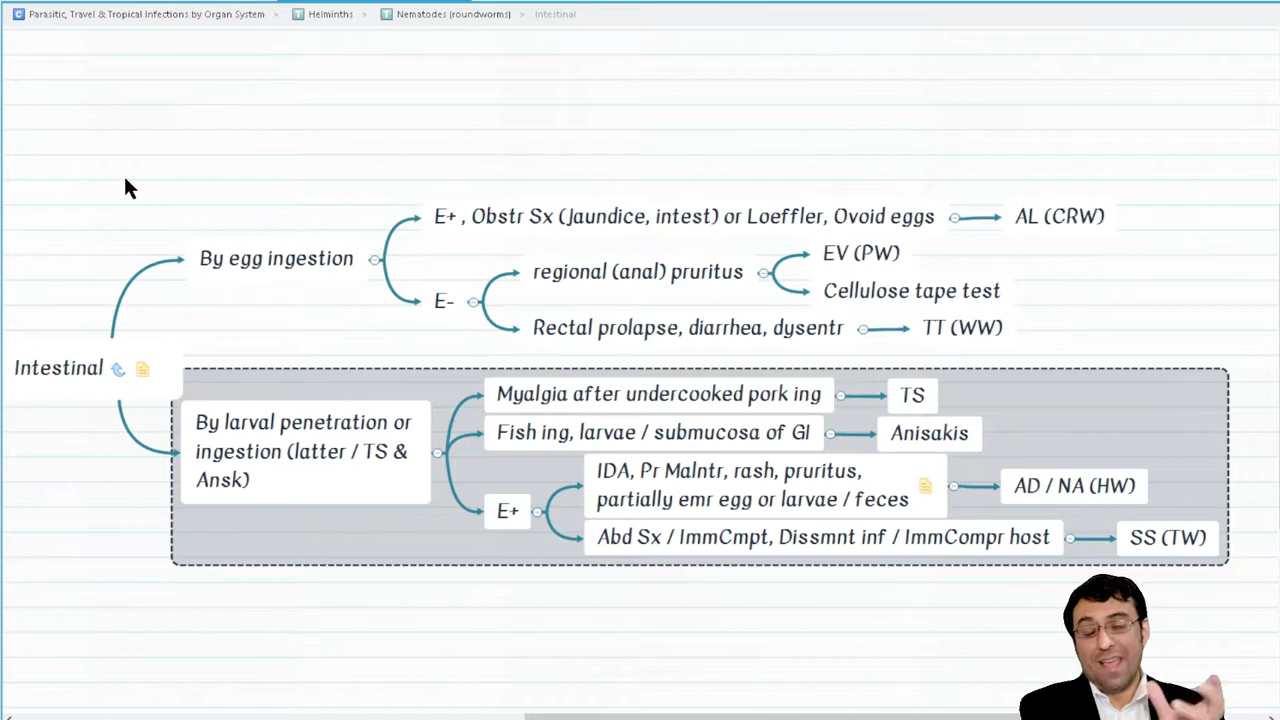 Parasitic, Travel & Tropical Infections by Organ System > Helminths > Nematodes (roundworms) > Intestinal
Intestinal
By egg ingestion
E+ , Obstr Sx (jaundice, intest) or Loeffler, Ovoid eggs
AL (CRW)
E-
regional (anal) pruritus
EV (PW)
Cellulose tape test
Rectal prolapse, diarrhea, dysentr
TT (WW)
By larval penetration or
ingestion (latter / TS &
Ansk)
Myalgia after undercooked pork ing
TS
Fish ing, larvae / submucosa of GI
Anisakis
E+
IDA, Pr Malntr, rash, pruritus,
partially emr egg or larvae / feces
AD / NA (HW)
Abd Sx / ImmCmpt, Dissmnt inf / ImmCompr host
SS (TW)